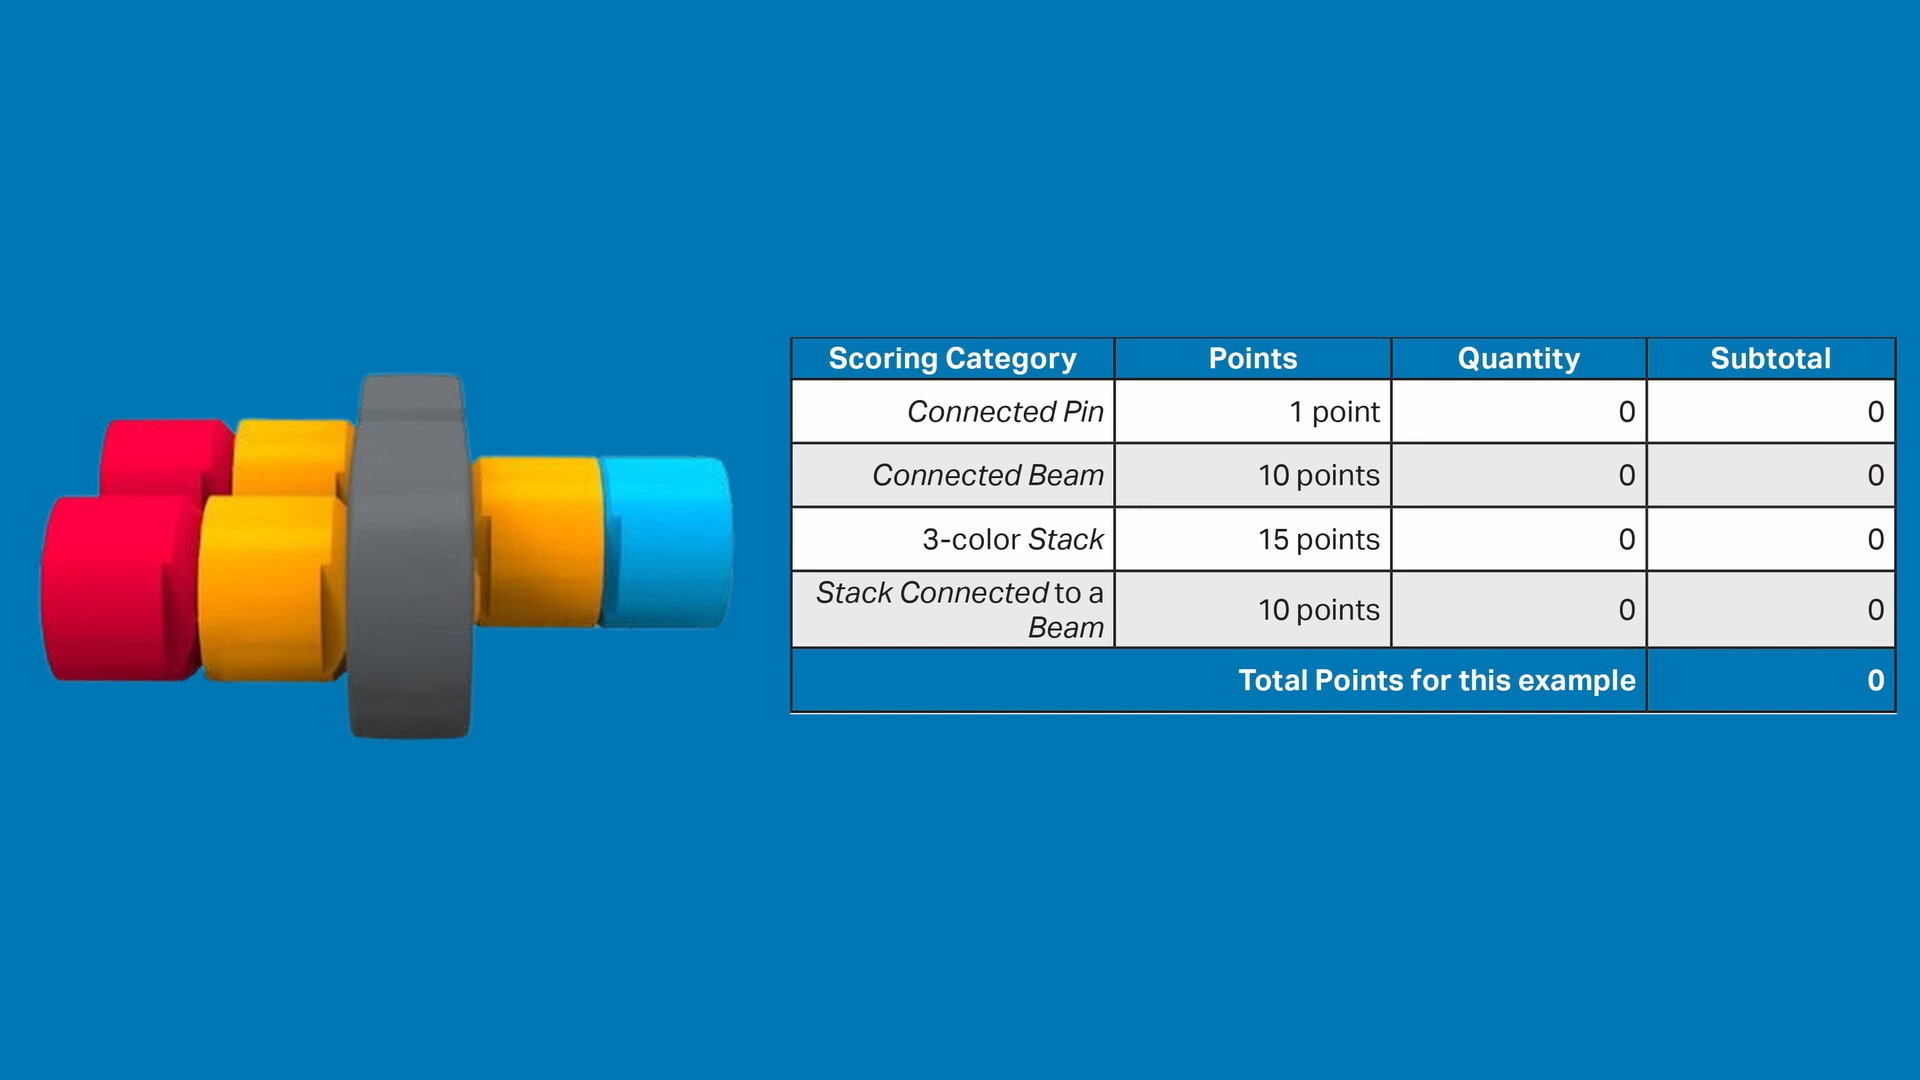 Scoring Category Points Quantity Subtotal
Connected Pin 1 point 0 0
Connected Beam 10 points 0 0
3-color Stack 15 points 0 0
Stack Connected to a
Beam 10 points 0 0
Total Points for this example 0